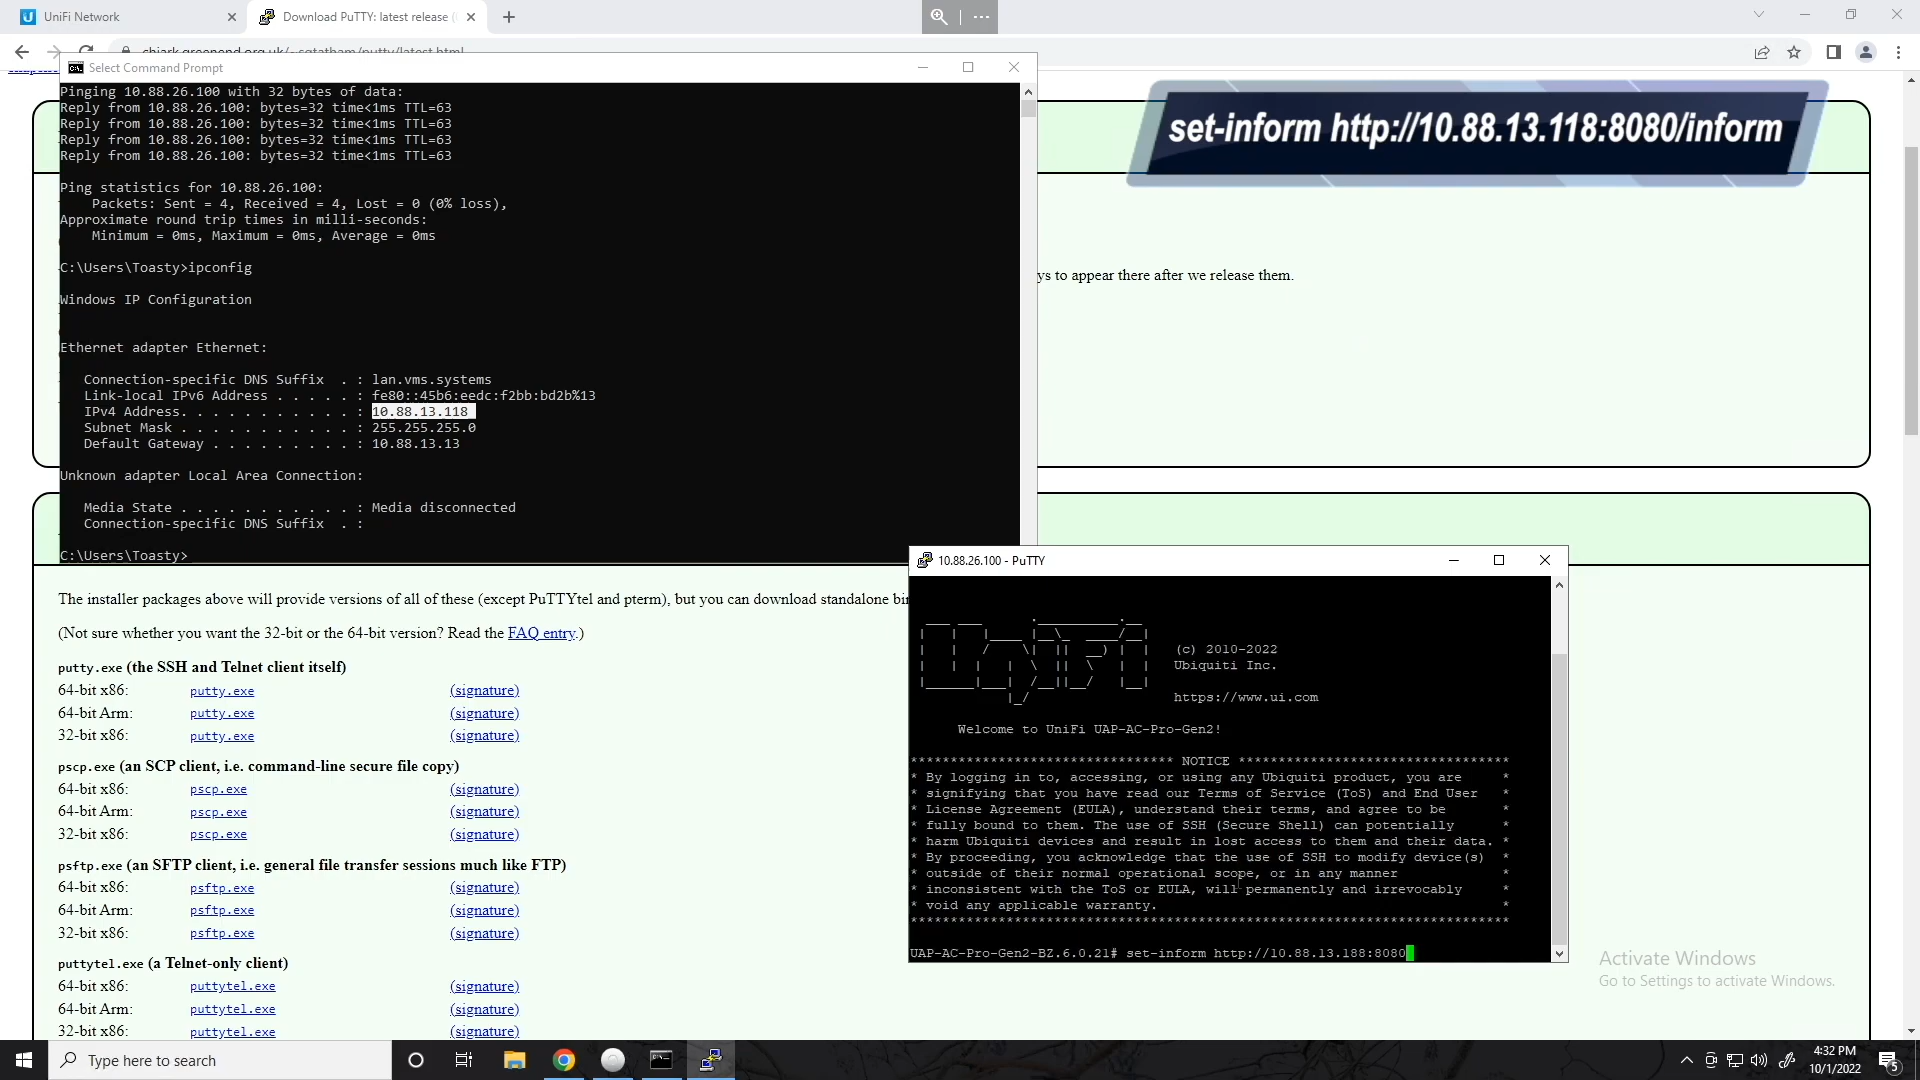 UniFi Network
Download PuTTY: latest release (
chiark.greenend.org.uk/~sgtatham/putty/latest.html
Select Command Prompt
Pinging 10.88.26.100 with 32 bytes of data:
Reply from 10.88.26.100: bytes=32 time<1ms TTL=63
Reply from 10.88.26.100: bytes=32 time<1ms TTL=63
Reply from 10.88.26.100: bytes=32 time<1ms TTL=63
Reply from 10.88.26.100: bytes=32 time<1ms TTL=63
Ping statistics for 10.88.26.100:
Packets: Sent = 4, Received = 4, Lost = 0 (0% loss),
Approximate round trip times in milli-seconds:
Minimum = 0ms, Maximum = 0ms, Average = 0ms
C:\Users\Toasty>ipconfig
Windows IP Configuration
Ethernet adapter Ethernet:
Connection-specific DNS Suffix  . : lan.vms.systems
Link-local IPv6 Address . . . . . : fe80::45b6:eedc:f2bb:bd2b%13
IPv4 Address. . . . . . . . . . . : 10.88.13.118
Subnet Mask . . . . . . . . . . . : 255.255.255.0
Default Gateway . . . . . . . . . : 10.88.13.13
Unknown adapter Local Area Connection:
Media State . . . . . . . . . . . : Media disconnected
Connection-specific DNS Suffix  . :
C:\Users\Toasty>
set-inform http://10.88.13.118:8080/inform
ys to appear there after we release them.
The installer packages above will provide versions of all of these (except PuTTYtel and pterm), but you can download standalone bin
(Not sure whether you want the 32-bit or the 64-bit version? Read the FAQ entry.)
putty.exe (the SSH and Telnet client itself)
64-bit x86: putty.exe (signature)
64-bit Arm: putty.exe (signature)
32-bit x86: putty.exe (signature)
pscp.exe (an SCP client, i.e. command-line secure file copy)
64-bit x86: pscp.exe (signature)
64-bit Arm: pscp.exe (signature)
32-bit x86: pscp.exe (signature)
psftp.exe (an SFTP client, i.e. general file transfer sessions much like FTP)
64-bit x86: psftp.exe (signature)
64-bit Arm: psftp.exe (signature)
32-bit x86: psftp.exe (signature)
puttytel.exe (a Telnet-only client)
64-bit x86: puttytel.exe (signature)
64-bit Arm: puttytel.exe (signature)
32-bit x86: puttytel.exe (signature)
10.88.26.100 - PuTTY
UniFi
(c) 2010-2022
Ubiquiti Inc.
https://www.ui.com
Welcome to UniFi UAP-AC-Pro-Gen2!
********************************* NOTICE **********************************
* By logging in to, accessing, or using any Ubiquiti product, you are *
* signifying that you have read our Terms of Service (ToS) and End User *
* License Agreement (EULA), understand their terms, and agree to be *
* fully bound to them. The use of SSH (Secure Shell) can potentially *
* harm Ubiquiti devices and result in lost access to them and their data. *
* By proceeding, you acknowledge that the use of SSH to modify device(s) *
* outside of their normal operational scope, or in any manner *
* inconsistent with the ToS or EULA, will permanently and irrevocably *
* void any applicable warranty. *
***************************************************************************
UAP-AC-Pro-Gen2-BZ.6.0.21# set-inform http://10.88.13.188:8080
Activate Windows
Go to Settings to activate Windows.
Type here to search
4:32 PM
10/1/2022
5